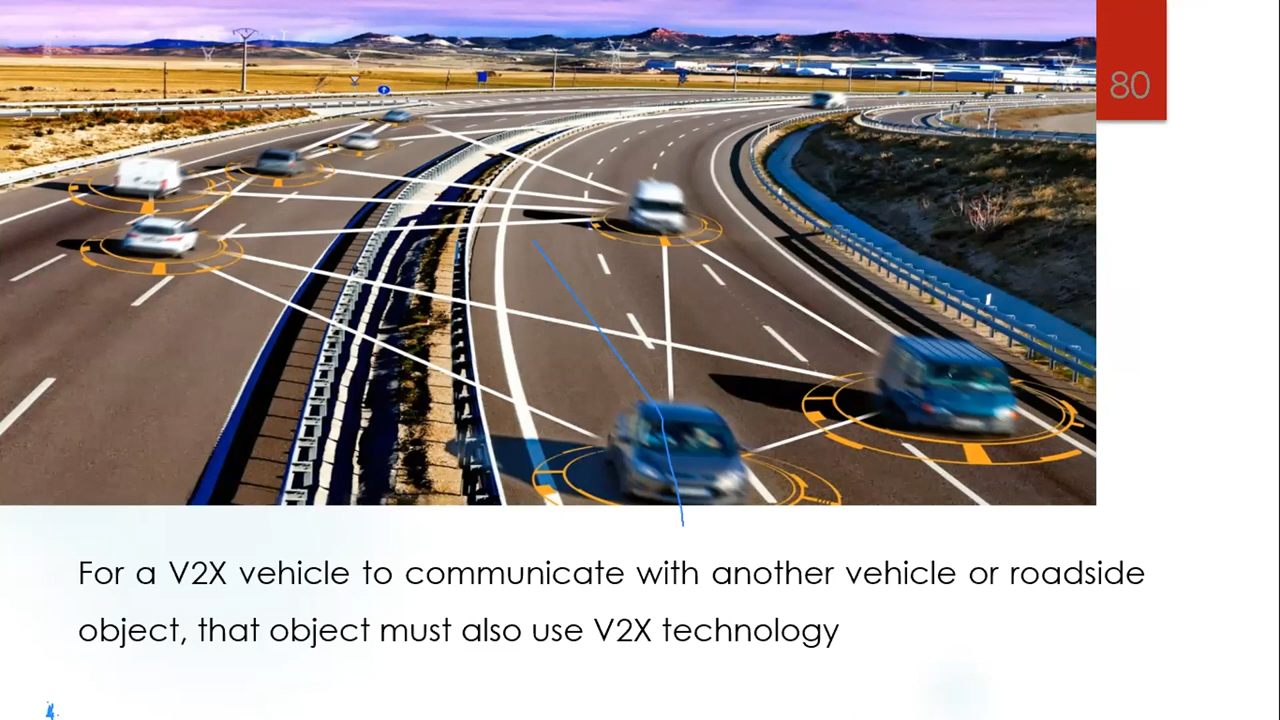 80
For a V2X vehicle to communicate with another vehicle or roadside
object, that object must also use V2X technology
4